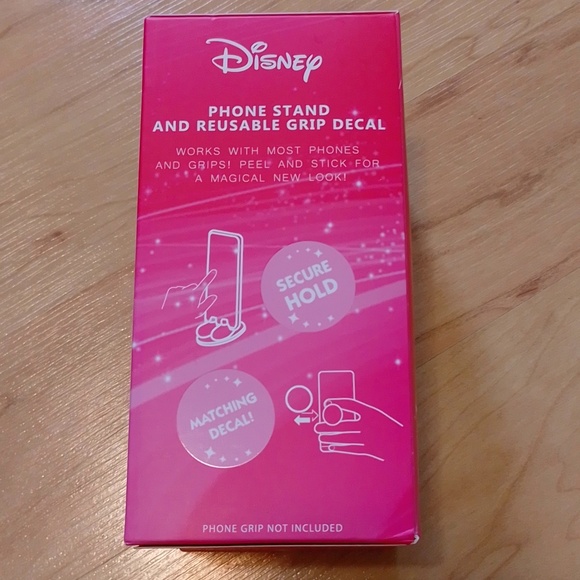 Disney
PHONE STAND
AND REUSABLE GRIP DECAL
WORKS WITH MOST PHONES
AND GRIPS! PEEL AND STICK FOR
A MAGICAL NEW LOOK!
SECURE
HOLD
MATCHING
DECAL!
PHONE GRIP NOT INCLUDED